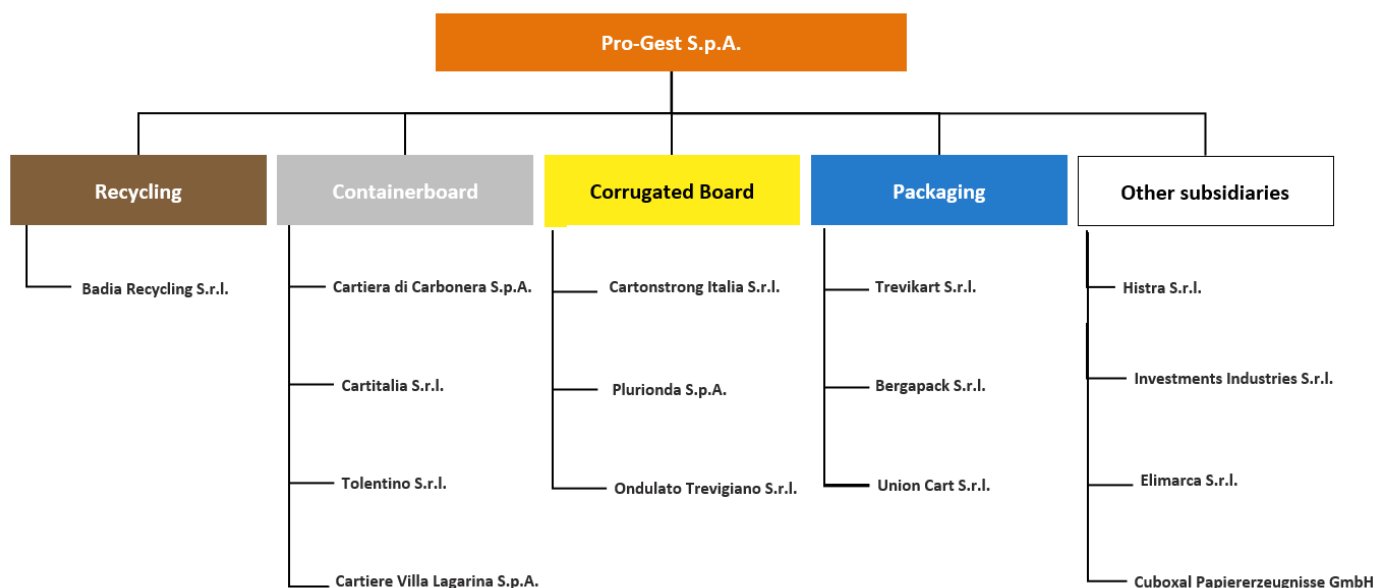 Pro-Gest S.p.A.
Recycling
Containerboard
Corrugated Board
Packaging
Other subsidiaries
Badia Recycling S.r.l.
Cartiera di Carbonera S.p.A.
Cartonstrong Italia S.r.l.
Trevikart S.r.l.
Histra S.r.l.
Cartitalia S.r.l.
Plurionda S.p.A.
Bergapack S.r.l.
Investments Industries S.r.l.
Tolentino S.r.l.
Ondulato Trevigiano S.r.l.
Union Cart S.r.l.
Elimarca S.r.l.
Cartiere Villa Lagarina S.p.A.
Cuboxal Papiererzeugnisse GmbH